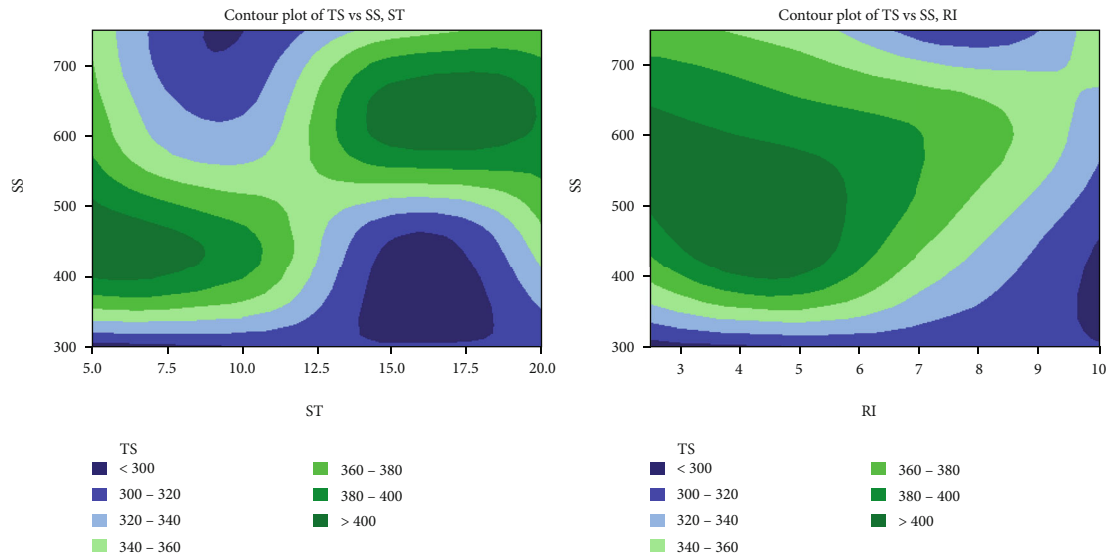 Contour plot of TS vs SS, ST
700
600
500
400
300
SS
5.0 7.5 10.0 12.5 15.0 17.5 20.0
ST
TS
< 300
300 – 320
320 – 340
340 – 360
360 – 380
380 – 400
> 400
Contour plot of TS vs SS, RI
700
600
500
400
300
SS
3 4 5 6 7 8 9 10
RI
TS
< 300
300 – 320
320 – 340
340 – 360
360 – 380
380 – 400
> 400